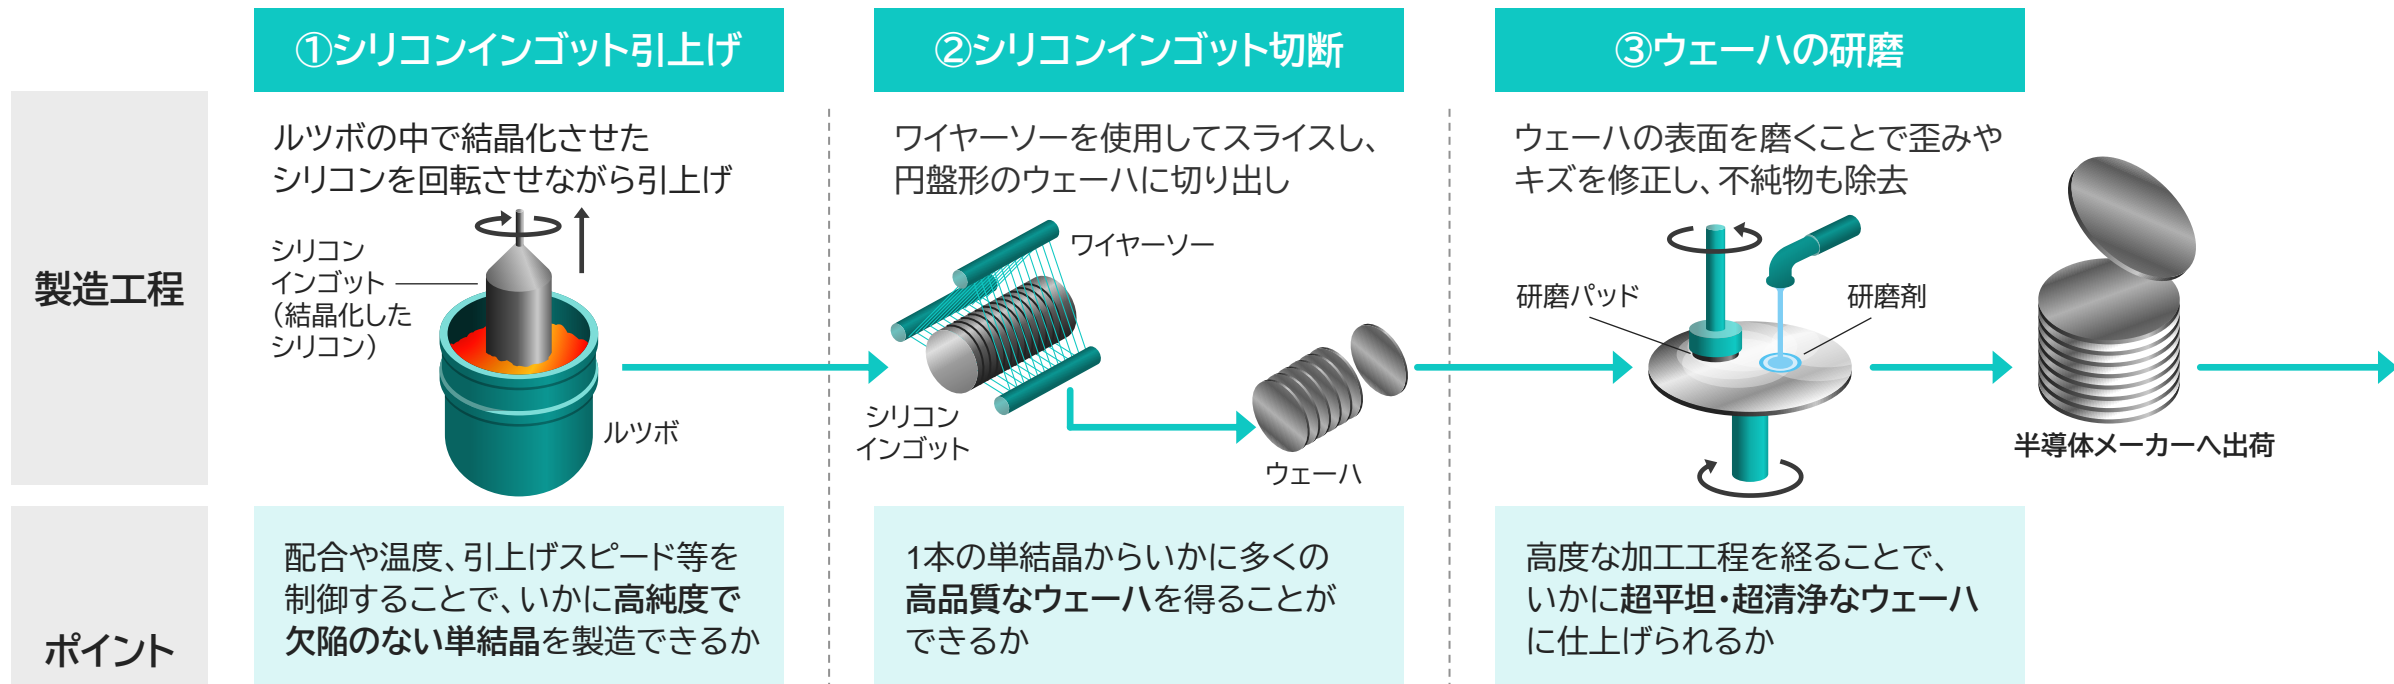 ①シリコンインゴット引上げ
②シリコンインゴット切断
③ウェーハの研磨
製造工程
ルツボの中で結晶化させた
シリコンを回転させながら引上げ
シリコン
インゴット
（結晶化した
シリコン）
ルツボ
ワイヤーソーを使用してスライスし、
円盤形のウェーハに切り出し
ワイヤーソー
シリコン
インゴット
ウェーハ
ウェーハの表面を磨くことで歪みや
キズを修正し、不純物も除去
研磨パッド
研磨剤
半導体メーカーへ出荷
ポイント
配合や温度、引上げスピード等を
制御することで、いかに高純度で
欠陥のない単結晶を製造できるか
1本の単結晶からいかに多くの
高品質なウェーハを得ることが
できるか
高度な加工工程を経ることで、
いかに超平坦・超清浄なウェーハ
に仕上げられるか